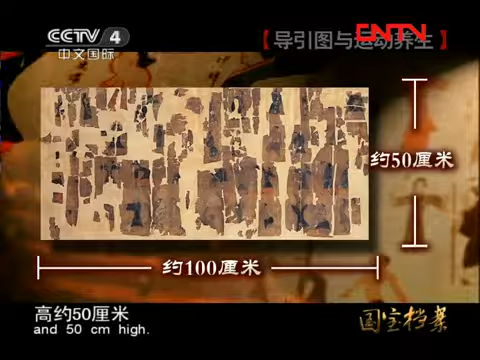 CCTV 4
中文国际
CNTV
【导引图与运动养生】
约50厘米
约100厘米
高约50厘米
and 50 cm high.
国宝档案